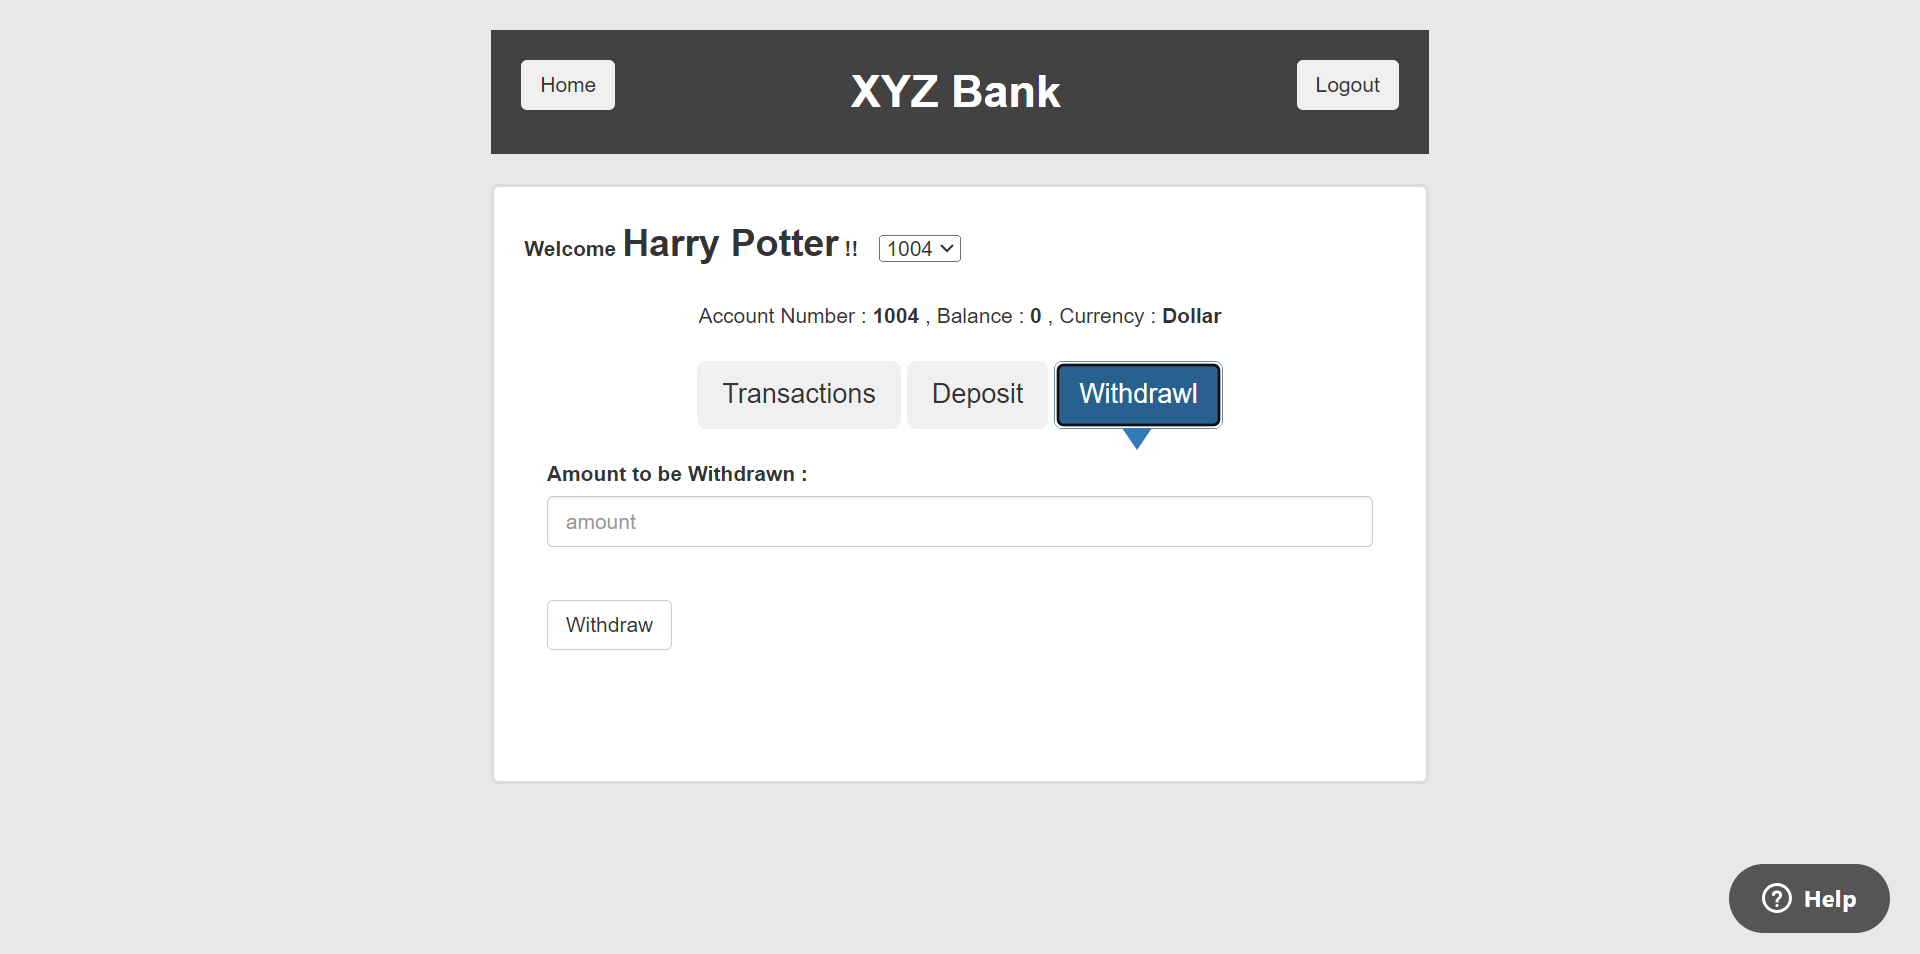 Home
XYZ Bank
Logout
Welcome Harry Potter !! 1004
Account Number : 1004 , Balance : 0 , Currency : Dollar
Transactions Deposit Withdrawl
Amount to be Withdrawn :
amount
Withdraw
Help